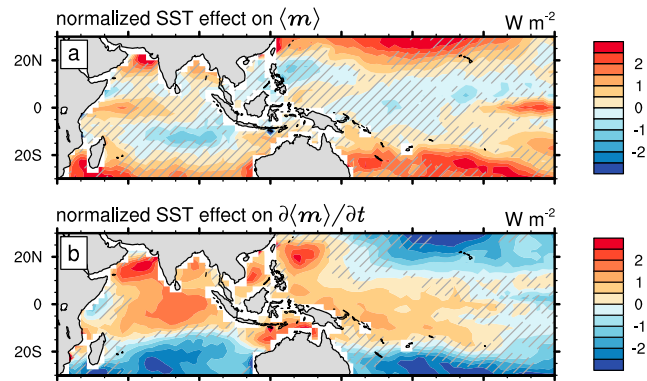 normalized SST effect on ⟨m⟩ W m⁻²
a
20N
0
20S
2
1
0
-1
-2
normalized SST effect on ∂⟨m⟩/∂t W m⁻²
b
20N
0
20S
2
1
0
-1
-2